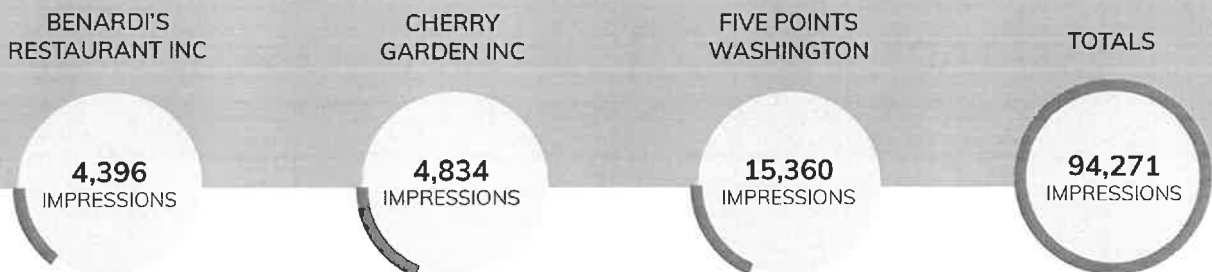 BENARDI'S
RESTAURANT INC
4,396
IMPRESSIONS
CHERRY
GARDEN INC
4,834
IMPRESSIONS
FIVE POINTS
WASHINGTON
15,360
IMPRESSIONS
TOTALS
94,271
IMPRESSIONS